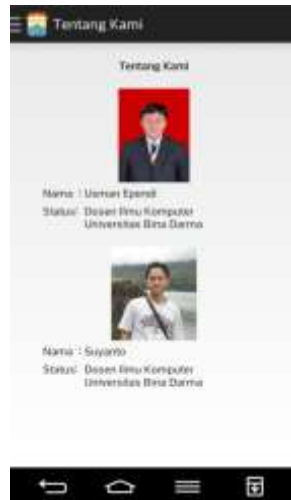 Tentang Kami
Tentang Kami
Nama : Usman Ependi
Status: Dosen Ilmu Komputer
Universitas Bina Darma
Nama : Suyanto
Status: Dosen Ilmu Komputer
Universitas Bina Darma